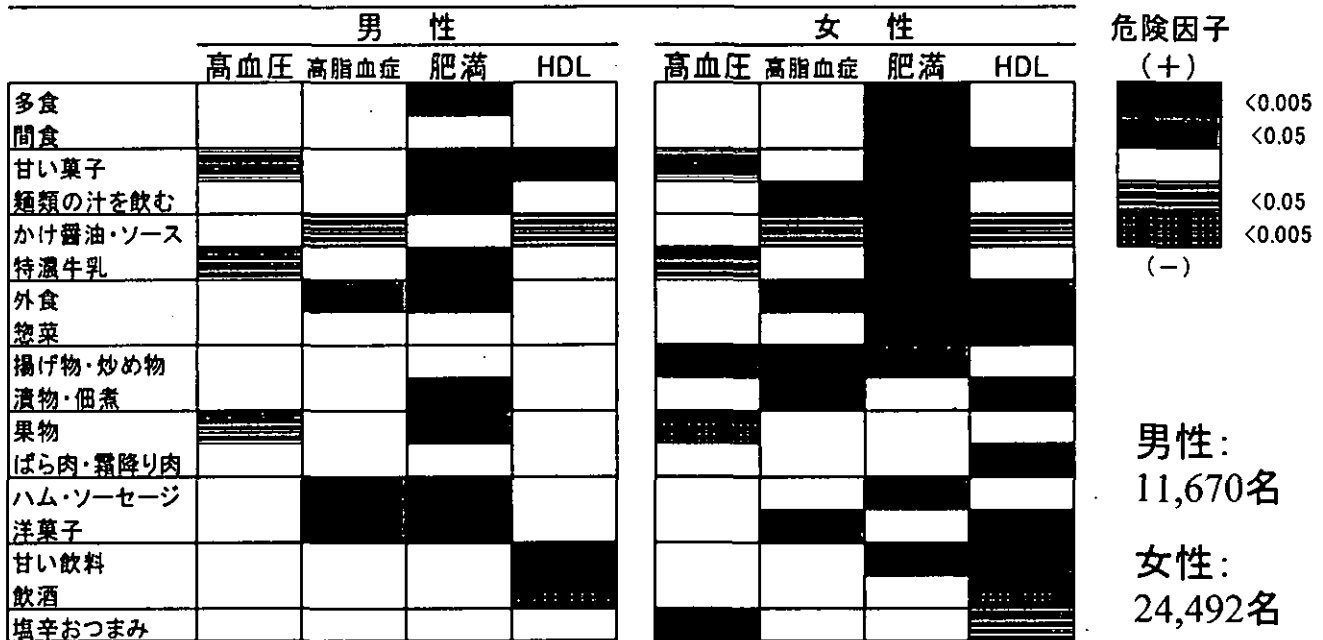 男 性 女 性 危険因子
高血圧 高脂血症 肥満 HDL 高血圧 高脂血症 肥満 HDL (+)
多食 <0.005
間食 <0.05
甘い菓子
麺類の汁を飲む <0.05
かけ醤油・ソース <0.005
特濃牛乳 (−)
外食
惣菜
揚げ物・炒め物
漬物・佃煮
果物
ばら肉・霜降り肉
ハム・ソーセージ
洋菓子
甘い飲料
飲酒
塩辛おつまみ
男性:
11,670名
女性:
24,492名